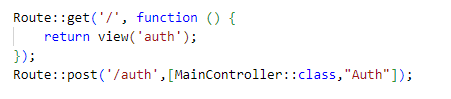 Route::get('/', function () {
    return view('auth');
});
Route::post('/auth',[MainController::class,"Auth"]);